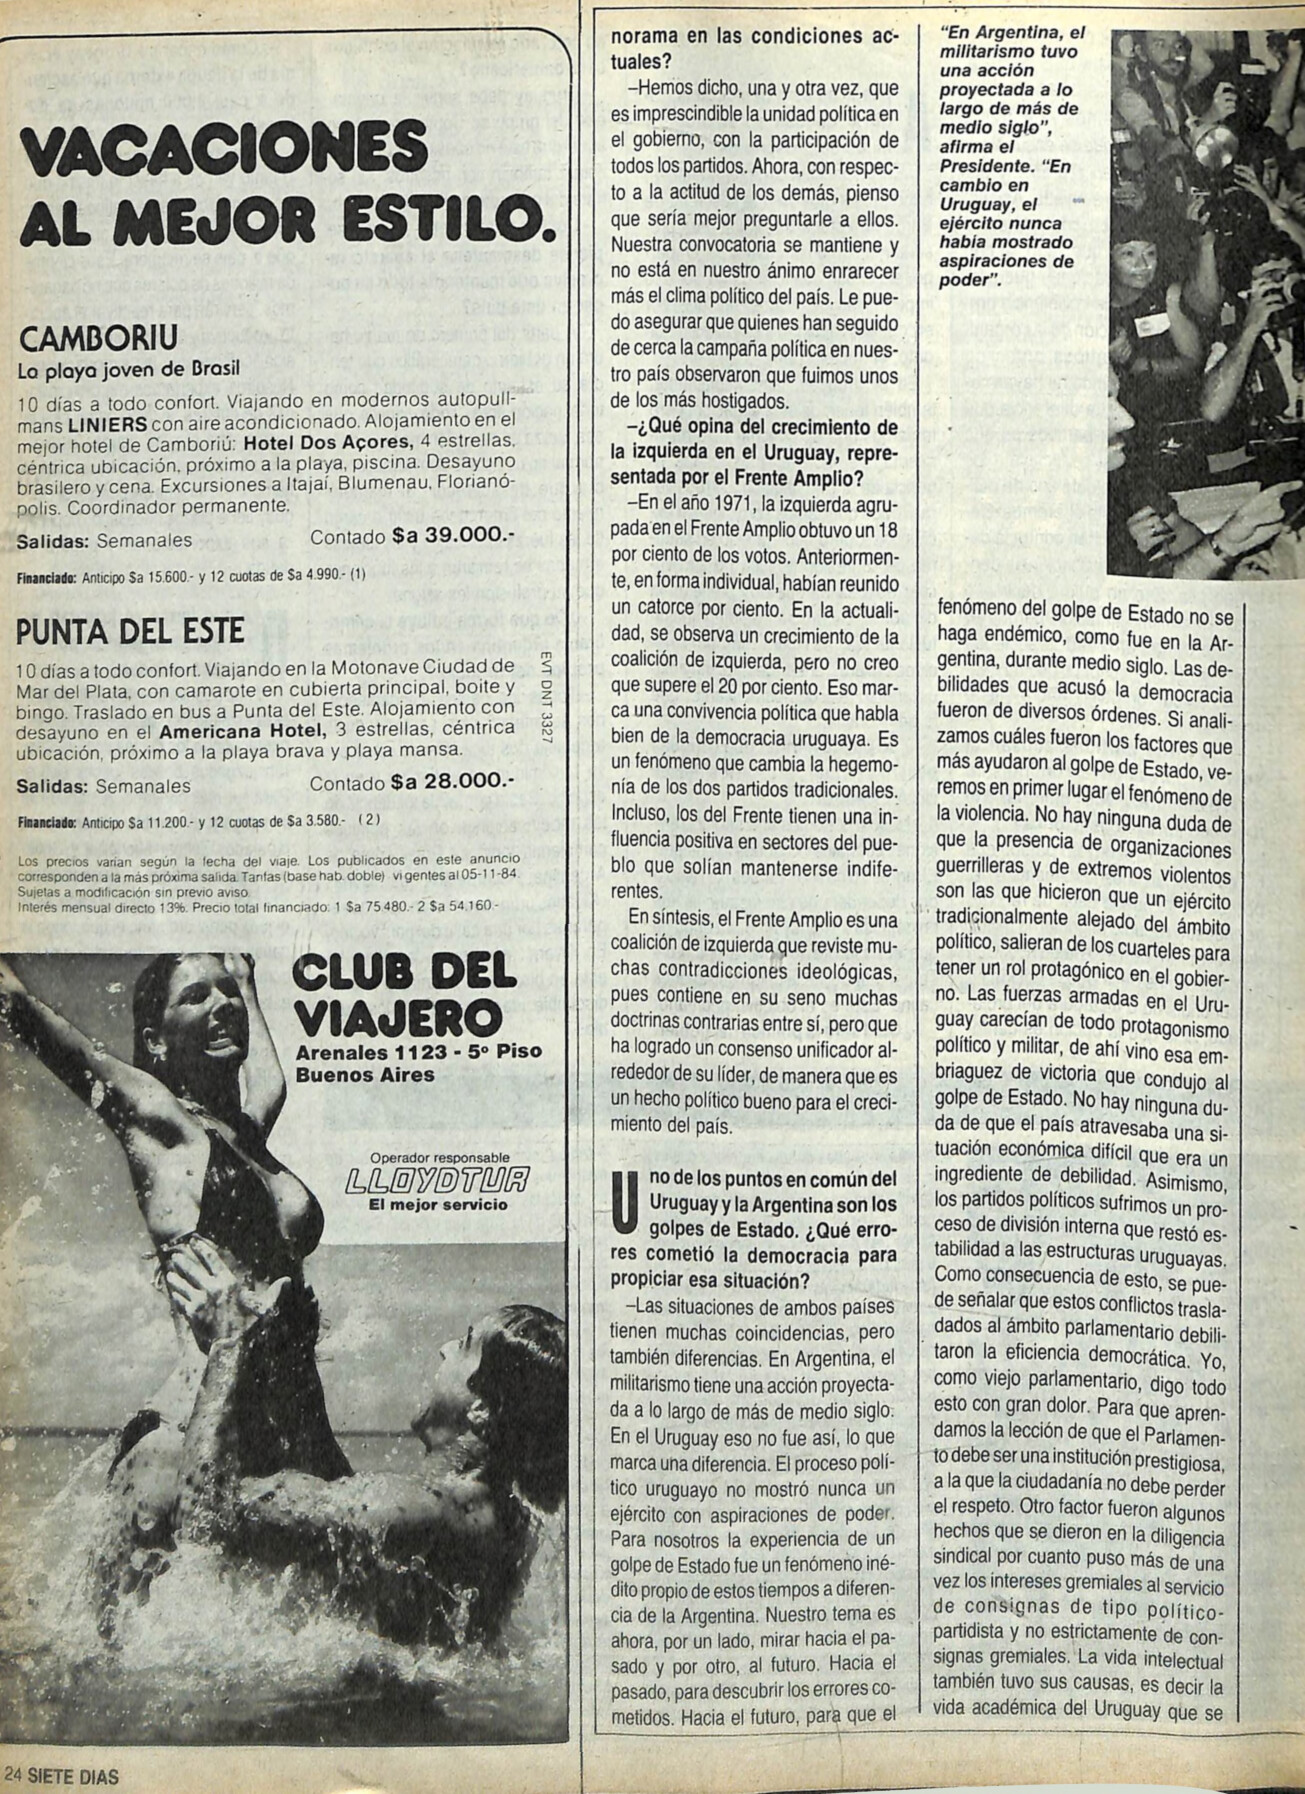 VACACIONES
AL MEJOR ESTILO.
CAMBORIU
La playa joven de Brasil
10 días a todo confort. Viajando en modernos autopull-
mans LINIERS con aire acondicionado. Alojamiento en el
mejor hotel de Camboriú: Hotel Dos Açores, 4 estrellas,
céntrica ubicación, próximo a la playa, piscina. Desayuno
brasilero y cena. Excursiones a Itajaí, Blumenau, Florianó-
polis. Coordinador permanente.
Salidas: Semanales Contado $a 39.000.-
Financiado: Anticipo $a 15.600.- y 12 cuotas de $a 4.990.- (1)
PUNTA DEL ESTE
10 días a todo confort. Viajando en la Motonave Ciudad de
Mar del Plata, con camarote en cubierta principal, boite y
bingo. Traslado en bus a Punta del Este. Alojamiento con
desayuno en el Americana Hotel, 3 estrellas, céntrica
ubicación, próximo a la playa brava y playa mansa.
Salidas: Semanales Contado $a 28.000.-
Financiado: Anticipo $a 11.200.- y 12 cuotas de $a 3.580.- (2)
EVT DNT 3327
Los precios varían según la fecha del viaje. Los publicados en este anuncio
corresponden a la más próxima salida. Tarifas (base hab. doble) vigentes al 05-11-84.
Sujetas a modificación sin previo aviso
Interés mensual directo 13%. Precio total financiado: 1 $a 75.480.- 2 $a 54.160.-
CLUB DEL
VIAJERO
Arenales 1123 - 5º Piso
Buenos Aires
Operador responsable
LLOYDTUR
El mejor servicio
24 SIETE DIAS
norama en las condiciones ac-
tuales?
–Hemos dicho, una y otra vez, que
es imprescindible la unidad política en
el gobierno, con la participación de
todos los partidos. Ahora, con respec-
to a la actitud de los demás, pienso
que sería mejor preguntarle a ellos.
Nuestra convocatoria se mantiene y
no está en nuestro ánimo enrarecer
más el clima político del país. Le pue-
do asegurar que quienes han seguido
de cerca la campaña política en nues-
tro país observaron que fuimos unos
de los más hostigados.
–¿Qué opina del crecimiento de
la izquierda en el Uruguay, repre-
sentada por el Frente Amplio?
–En el año 1971, la izquierda agru-
pada en el Frente Amplio obtuvo un 18
por ciento de los votos. Anteriormen-
te, en forma individual, habían reunido
un catorce por ciento. En la actuali-
dad, se observa un crecimiento de la
coalición de izquierda, pero no creo
que supere el 20 por ciento. Eso mar-
ca una convivencia política que habla
bien de la democracia uruguaya. Es
un fenómeno que cambia la hegemo-
nía de los dos partidos tradicionales.
Incluso, los del Frente tienen una in-
fluencia positiva en sectores del pue-
blo que solían mantenerse indife-
rentes.
En síntesis, el Frente Amplio es una
coalición de izquierda que reviste mu-
chas contradicciones ideológicas,
pues contiene en su seno muchas
doctrinas contrarias entre sí, pero que
ha logrado un consenso unificador al-
rededor de su líder, de manera que es
un hecho político bueno para el creci-
miento del país.
Uno de los puntos en común del
Uruguay y la Argentina son los
golpes de Estado. ¿Qué erro-
res cometió la democracia para
propiciar esa situación?
–Las situaciones de ambos países
tienen muchas coincidencias, pero
también diferencias. En Argentina, el
militarismo tiene una acción proyecta-
da a lo largo de más de medio siglo.
En el Uruguay eso no fue así, lo que
marca una diferencia. El proceso polí-
tico uruguayo no mostró nunca un
ejército con aspiraciones de poder.
Para nosotros la experiencia de un
golpe de Estado fue un fenómeno iné-
dito propio de estos tiempos a diferen-
cia de la Argentina. Nuestro tema es
ahora, por un lado, mirar hacia el pa-
sado y por otro, al futuro. Hacia el
pasado, para descubrir los errores co-
metidos. Hacia el futuro, para que el
"En Argentina, el
militarismo tuvo
una acción
proyectada a lo
largo de más de
medio siglo",
afirma el
Presidente. "En
cambio en
Uruguay, el
ejército nunca
había mostrado
aspiraciones de
poder".
fenómeno del golpe de Estado no se
haga endémico, como fue en la Ar-
gentina, durante medio siglo. Las de-
bilidades que acusó la democracia
fueron de diversos órdenes. Si anali-
zamos cuáles fueron los factores que
más ayudaron al golpe de Estado, ve-
remos en primer lugar el fenómeno de
la violencia. No hay ninguna duda de
que la presencia de organizaciones
guerrilleras y de extremos violentos
son las que hicieron que un ejército
tradicionalmente alejado del ámbito
político, salieran de los cuarteles para
tener un rol protagónico en el gobier-
no. Las fuerzas armadas en el Uru-
guay carecían de todo protagonismo
político y militar, de ahí vino esa em-
briaguez de victoria que condujo al
golpe de Estado. No hay ninguna du-
da de que el país atravesaba una si-
tuación económica difícil que era un
ingrediente de debilidad. Asimismo,
los partidos políticos sufrimos un pro-
ceso de división interna que restó es-
tabilidad a las estructuras uruguayas.
Como consecuencia de esto, se pue-
de señalar que estos conflictos trasla-
dados al ámbito parlamentario debili-
taron la eficiencia democrática. Yo,
como viejo parlamentario, digo todo
esto con gran dolor. Para que apren-
damos la lección de que el Parlamen-
to debe ser una institución prestigiosa,
a la que la ciudadanía no debe perder
el respeto. Otro factor fueron algunos
hechos que se dieron en la diligencia
sindical por cuanto puso más de una
vez los intereses gremiales al servicio
de consignas de tipo político-
partidista y no estrictamente de con-
signas gremiales. La vida intelectual
también tuvo sus causas, es decir la
vida académica del Uruguay que se